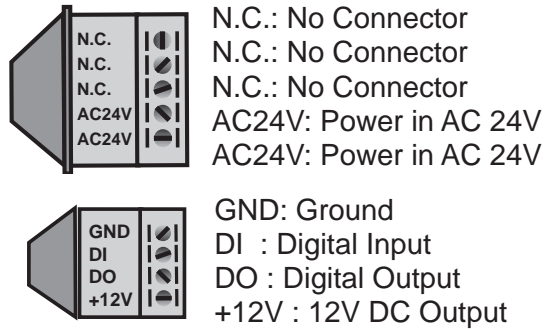 N.C.
N.C.
N.C.
AC24V
AC24V
N.C.: No Connector
N.C.: No Connector
N.C.: No Connector
AC24V: Power in AC 24V
AC24V: Power in AC 24V
GND
DI
DO
+12V
GND: Ground
DI : Digital Input
DO : Digital Output
+12V : 12V DC Output